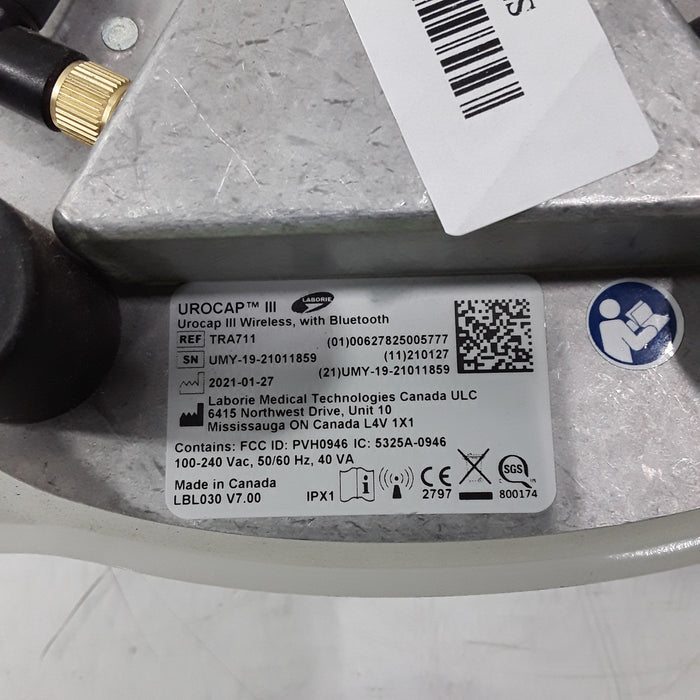 S
UROCAP™ III LABORIE
Urocap III Wireless, with Bluetooth
REF TRA711 (01)00627825005777
SN UMY-19-21011859 (11)210127
2021-01-27 (21)UMY-19-21011859
Laborie Medical Technologies Canada ULC
6415 Northwest Drive, Unit 10
Mississauga ON Canada L4V 1X1
Contains: FCC ID: PVH0946 IC: 5325A-0946
100-240 Vac, 50/60 Hz, 40 VA
Made in Canada
LBL030 V7.00 IPX1 i CE 2797 SGS 800174